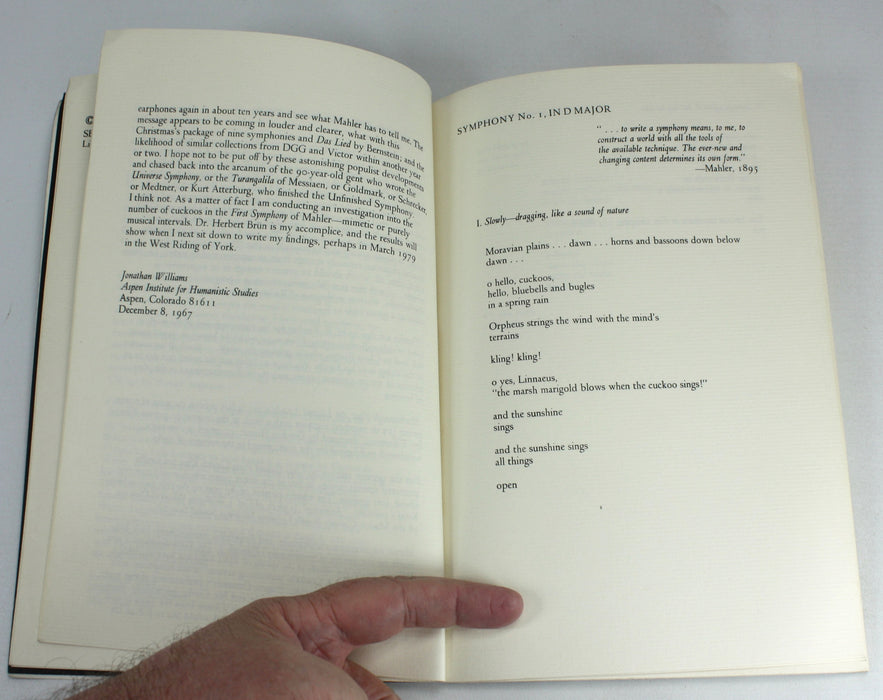 ©
earphones again in about ten years and see what Mahler has to tell me. The
message appears to be coming in louder and clearer, what with this
Christmas's package of nine symphonies and Das Lied by Bernstein; and the
likelihood of similar collections from DGG and Victor within another year
or two. I hope not to be put off by these astonishing populist developments
and chased back into the arcanum of the 90-year-old gent who wrote the
Universe Symphony, or the Turangalila of Messiaen, or Goldmark, or Schrecker,
or Medtner, or Kurt Atterburg, who finished the Unfinished Symphony.
I think not. As a matter of fact I am conducting an investigation into the
number of cuckoos in the First Symphony of Mahler—mimetic or purely
musical intervals. Dr. Herbert Brün is my accomplice, and the results will
show when I next sit down to write my findings, perhaps in March 1979
in the West Riding of York.
Jonathan Williams
Aspen Institute for Humanistic Studies
Aspen, Colorado 81611
December 8, 1967
SYMPHONY No. 1, IN D MAJOR
" . . . to write a symphony means, to me, to
construct a world with all the tools of
the available technique. The ever-new and
changing content determines its own form."
—Mahler, 1895
I. Slowly—dragging, like a sound of nature
Moravian plains . . . dawn . . . horns and bassoons down below
dawn . . .
o hello, cuckoos,
hello, bluebells and bugles
in a spring rain
Orpheus strings the wind with the mind's
terrains
kling! kling!
o yes, Linnaeus,
"the marsh marigold blows when the cuckoo sings!"
and the sunshine
sings
and the sunshine sings
all things
open